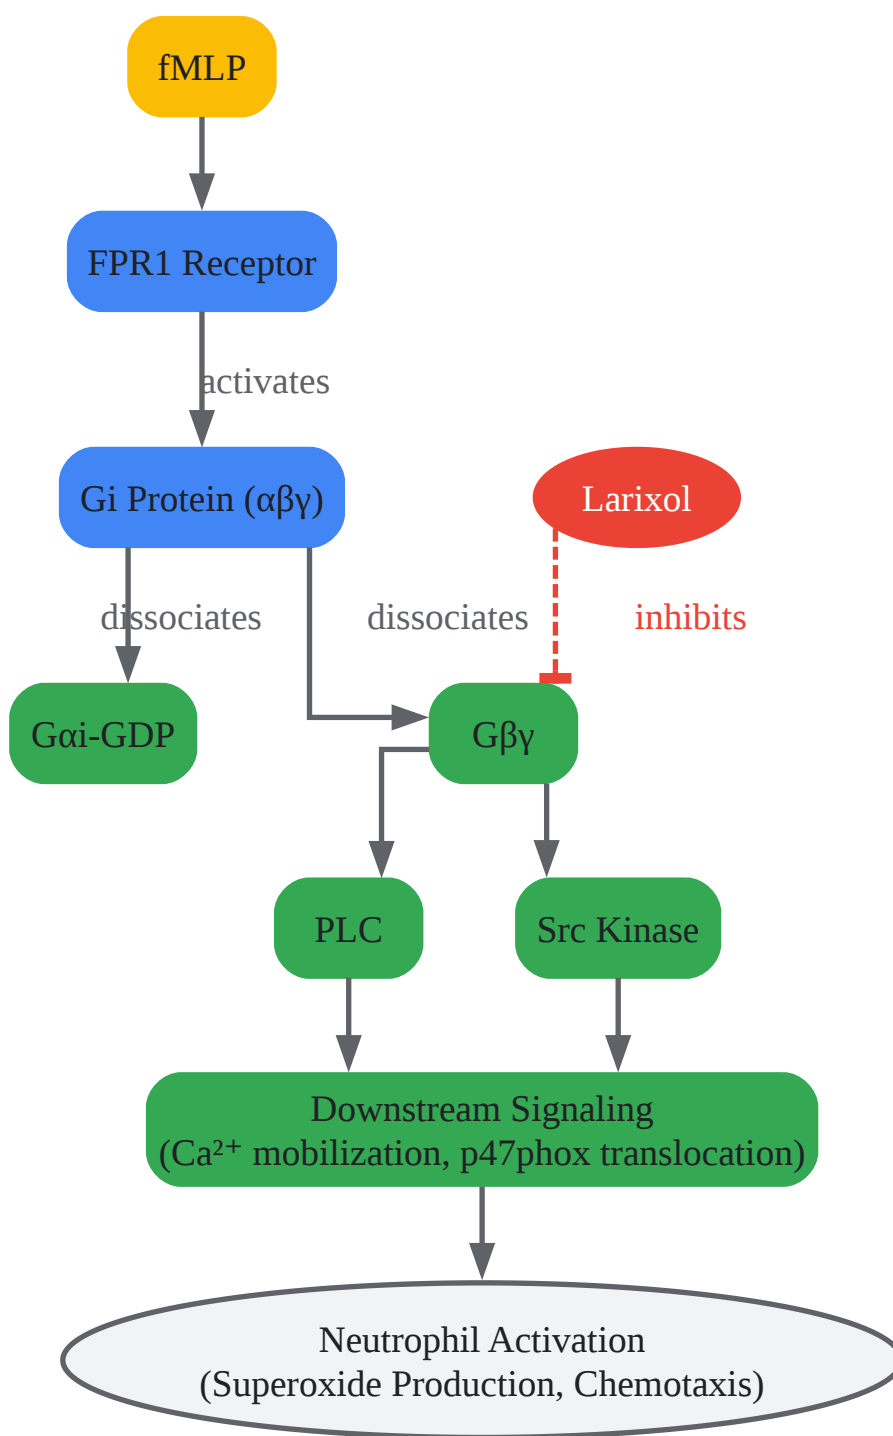 fMLP
FPR1 Receptor
activates
Gi Protein (αβγ)
Larixol
dissociates
dissociates
inhibits
Gαi-GDP
Gβγ
PLC
Src Kinase
Downstream Signaling
(Ca²⁺ mobilization, p47phox translocation)
Neutrophil Activation
(Superoxide Production, Chemotaxis)